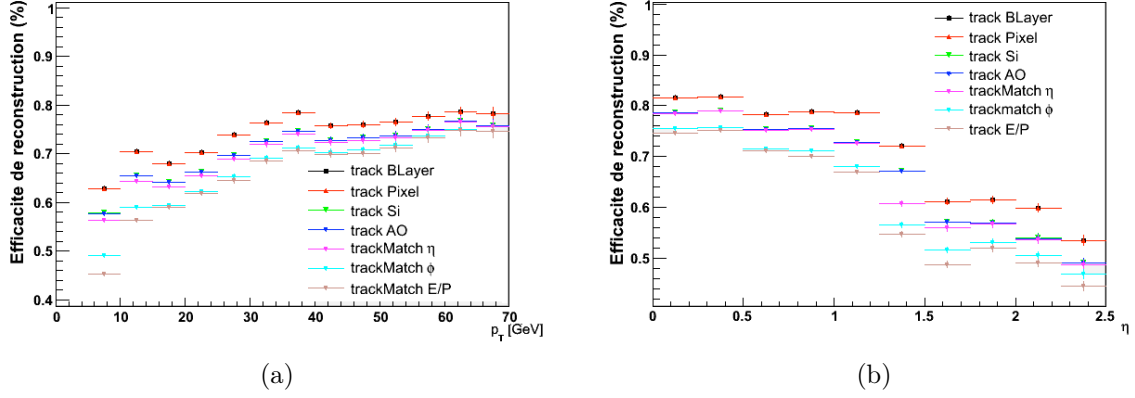 Efficacite de reconstruction (%)
1
0.9
0.8
0.7
0.6
0.5
0.4
track BLayer
track Pixel
track Si
track AO
trackMatch η
trackMatch ϕ
trackMatch E/P
0 10 20 30 40 50 60 70
p_T [GeV]
(a)
Efficacite de reconstruction (%)
1
0.9
0.8
0.7
0.6
0.5
track BLayer
track Pixel
track Si
track AO
trackMatch η
trackmatch ϕ
track E/P
0 0.5 1 1.5 2 2.5
η
(b)